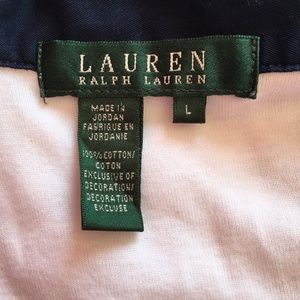 LAUREN
RALPH LAUREN
L
MADE IN
JORDAN
FABRIQUE EN
JORDANIE
100% COTTON/
COTON
EXCLUSIVE OF
DECORATION/
DECORATION
EXCLUSE